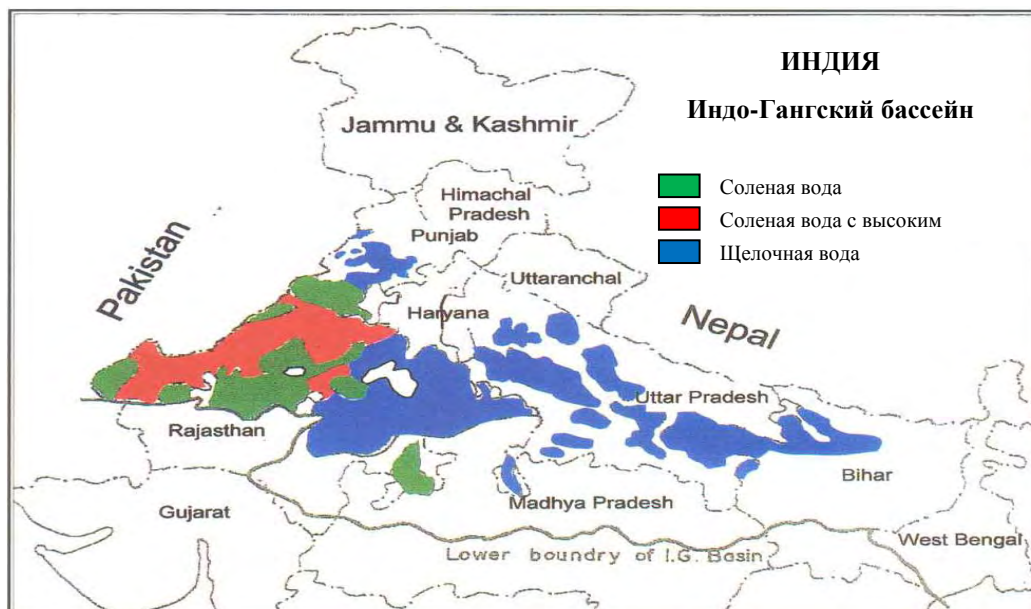 ИНДИЯ
Индо-Гангский бассейн
Jammu & Kashmir
Соленая вода
Himachal
Pradesh
Соленая вода с высоким
Punjab
Щелочная вода
Pakistan
Uttaranchal
Haryana
Nepal
Uttar Pradesh
Rajasthan
Bihar
Madhya Pradesh
Gujarat
West Bengal
Lower boundry of I.G. Basin